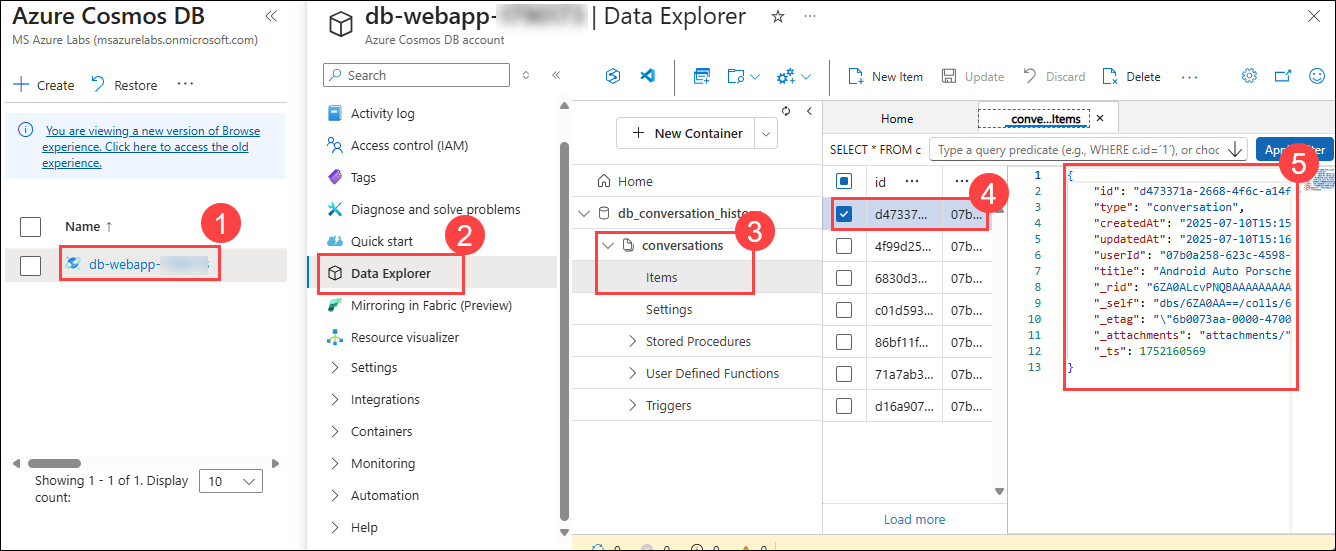 Azure Cosmos DB
MS Azure Labs (msazurelabs.onmicrosoft.com)
Create
Restore
You are viewing a new version of Browse
experience. Click here to access the old
experience.
Name ↑
1
db-webapp-
Showing 1 - 1 of 1. Display
count:
10
db-webapp- | Data Explorer
Azure Cosmos DB account
Search
Activity log
Access control (IAM)
Tags
Diagnose and solve problems
Quick start
2
Data Explorer
Mirroring in Fabric (Preview)
Resource visualizer
Settings
Integrations
Containers
Monitoring
Automation
Help
New Item
Update
Discard
Delete
+ New Container
Home
db_conversation_histo
3
conversations
Items
Settings
Stored Procedures
User Defined Functions
Triggers
Home
conve...Items
SELECT * FROM c
Type a query predicate (e.g., WHERE c.id=´1´), or choc
id
4
d47337... 07b...
4f99d25... 07b...
6830d3... 07b...
c01d593... 07b...
86bf11f... 07b...
71a7ab3... 07b...
d16a907... 07b...
Load more
5
1 {
2 "id": "d473371a-2668-4f6c-a14f
3 "type": "conversation",
4 "createdAt": "2025-07-10T15:15
5 "updatedAt": "2025-07-10T15:16
6 "userId": "07b0a258-623c-4598-
7 "title": "Android Auto Porsche
8 "_rid": "6ZA0ALcvPNQBAAAAAAAAA
9 "_self": "dbs/6ZA0AA==/colls/6
10 "_etag": "\"6b0073aa-0000-4700
11 "_attachments": "attachments/"
12 "_ts": 1752160569
13 }